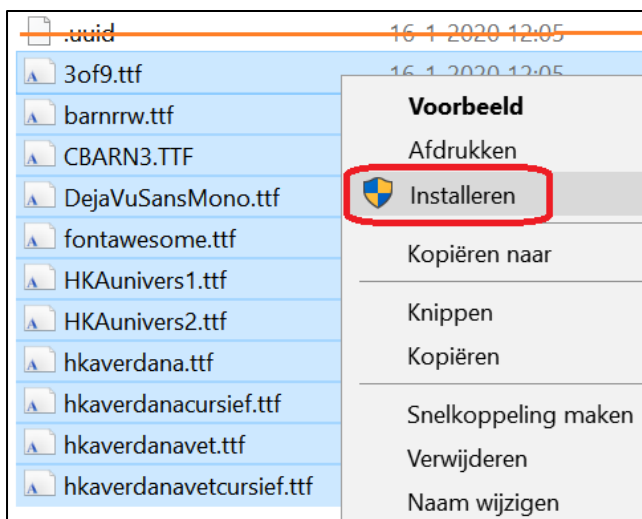 .uuid 16-1-2020 12:05
3of9.ttf 16-1-2020 12:05
barnrrw.ttf
CBARN3.TTF
DejaVuSansMono.ttf
fontawesome.ttf
HKAunivers1.ttf
HKAunivers2.ttf
hkaverdana.ttf
hkaverdanacursief.ttf
hkaverdanavet.ttf
hkaverdanavetcursief.ttf
Voorbeeld
Afdrukken
Installeren
Kopiëren naar
Knippen
Kopiëren
Snelkoppeling maken
Verwijderen
Naam wijzigen